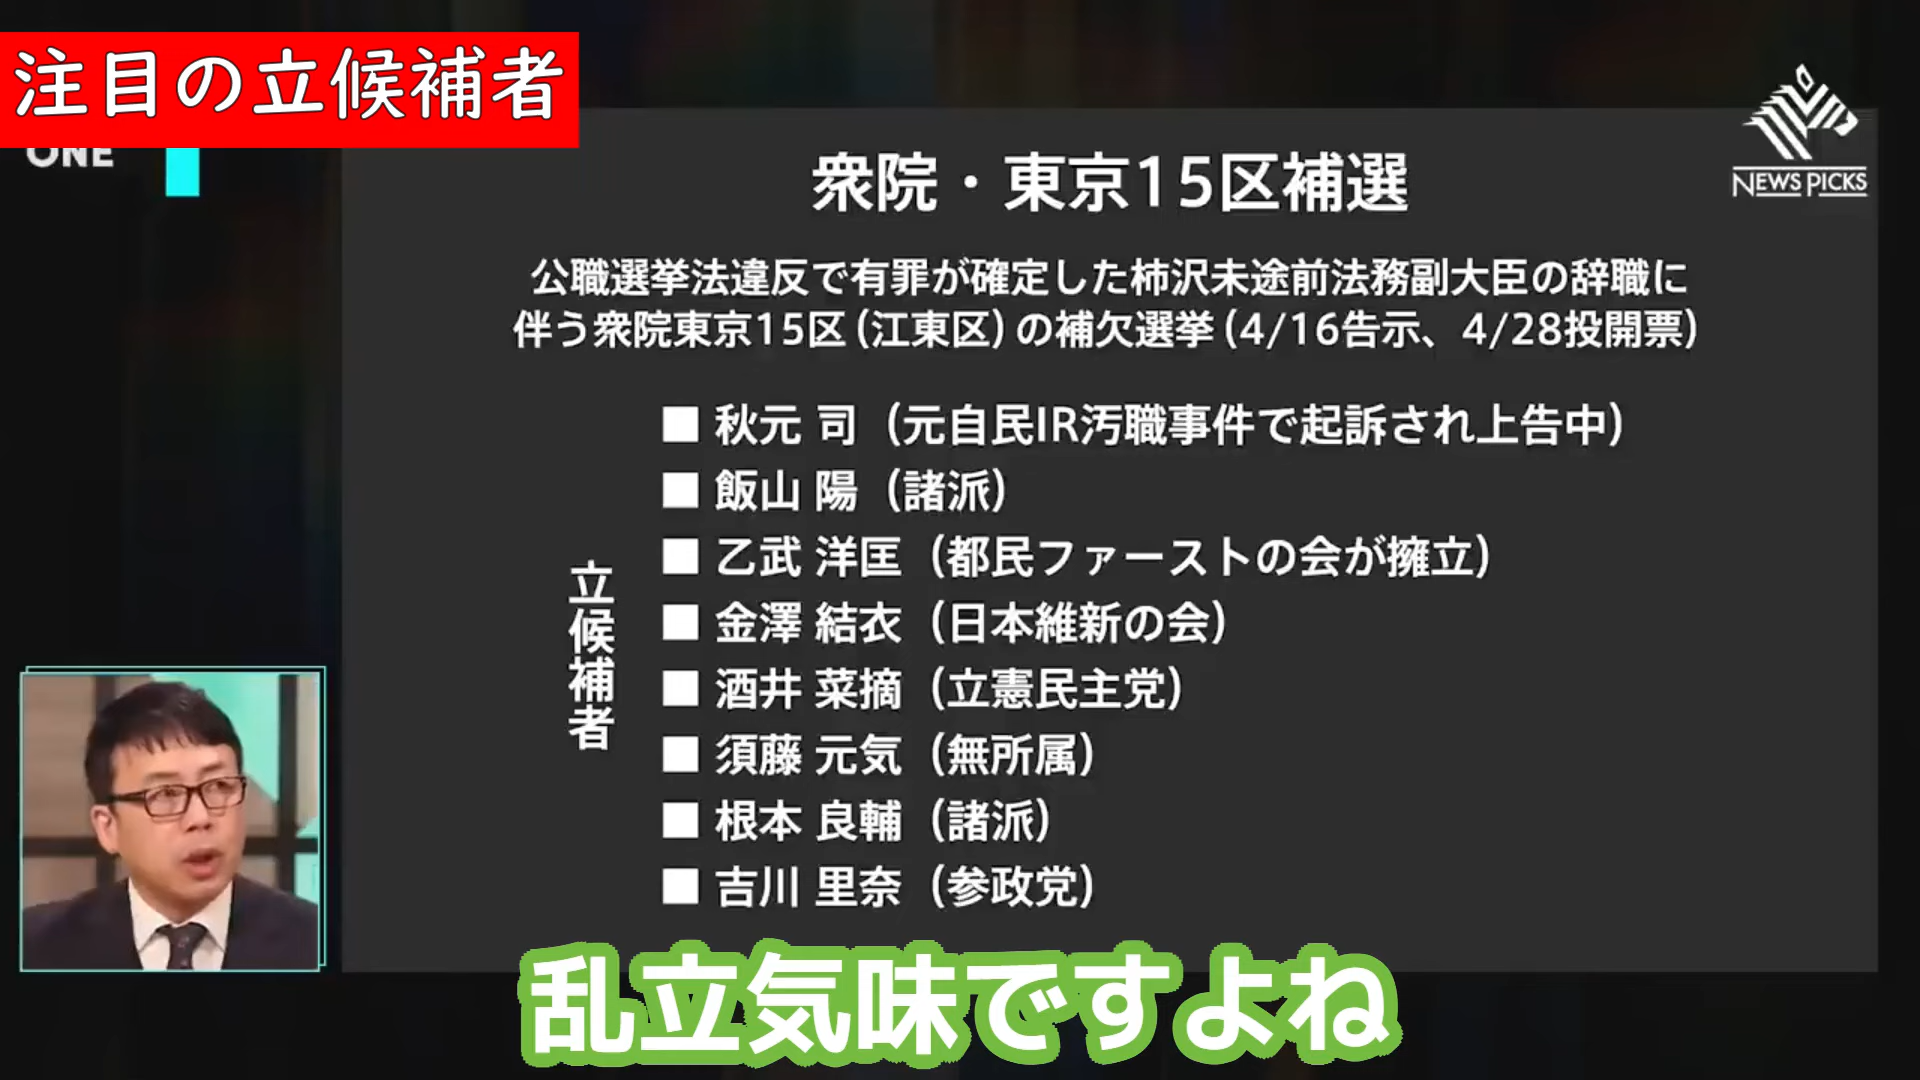 注目の立候補者
ONE
NEWS PICKS
衆院・東京15区補選
公職選挙法違反で有罪が確定した柿沢未途前法務副大臣の辞職に
伴う衆院東京15区(江東区)の補欠選挙(4/16告示、4/28投開票)
立候補者
■ 秋元 司(元自民IR汚職事件で起訴され上告中)
■ 飯山 陽(諸派)
■ 乙武 洋匡(都民ファーストの会が擁立)
■ 金澤 結衣(日本維新の会)
■ 酒井 菜摘(立憲民主党)
■ 須藤 元気(無所属)
■ 根本 良輔(諸派)
■ 吉川 里奈(参政党)
乱立気味ですよね